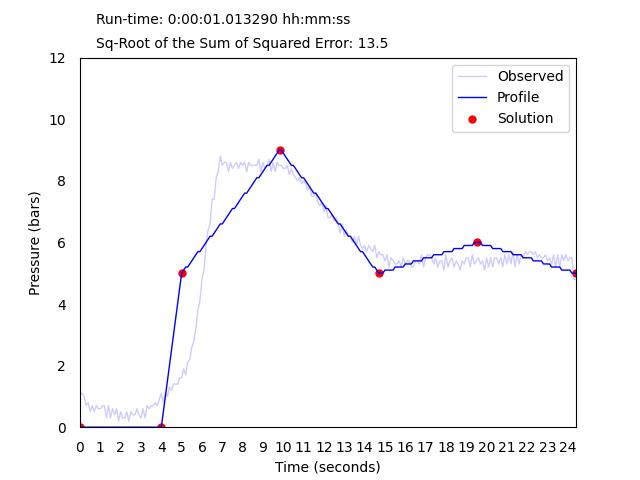 Run-time: 0:00:01.013290 hh:mm:ss
Sq-Root of the Sum of Squared Error: 13.5
12
10
8
6
4
2
0
Pressure (bars)
Observed
Profile
Solution
0 1 2 3 4 5 6 7 8 9 10 11 12 13 14 15 16 17 18 19 20 21 22 23 24
Time (seconds)